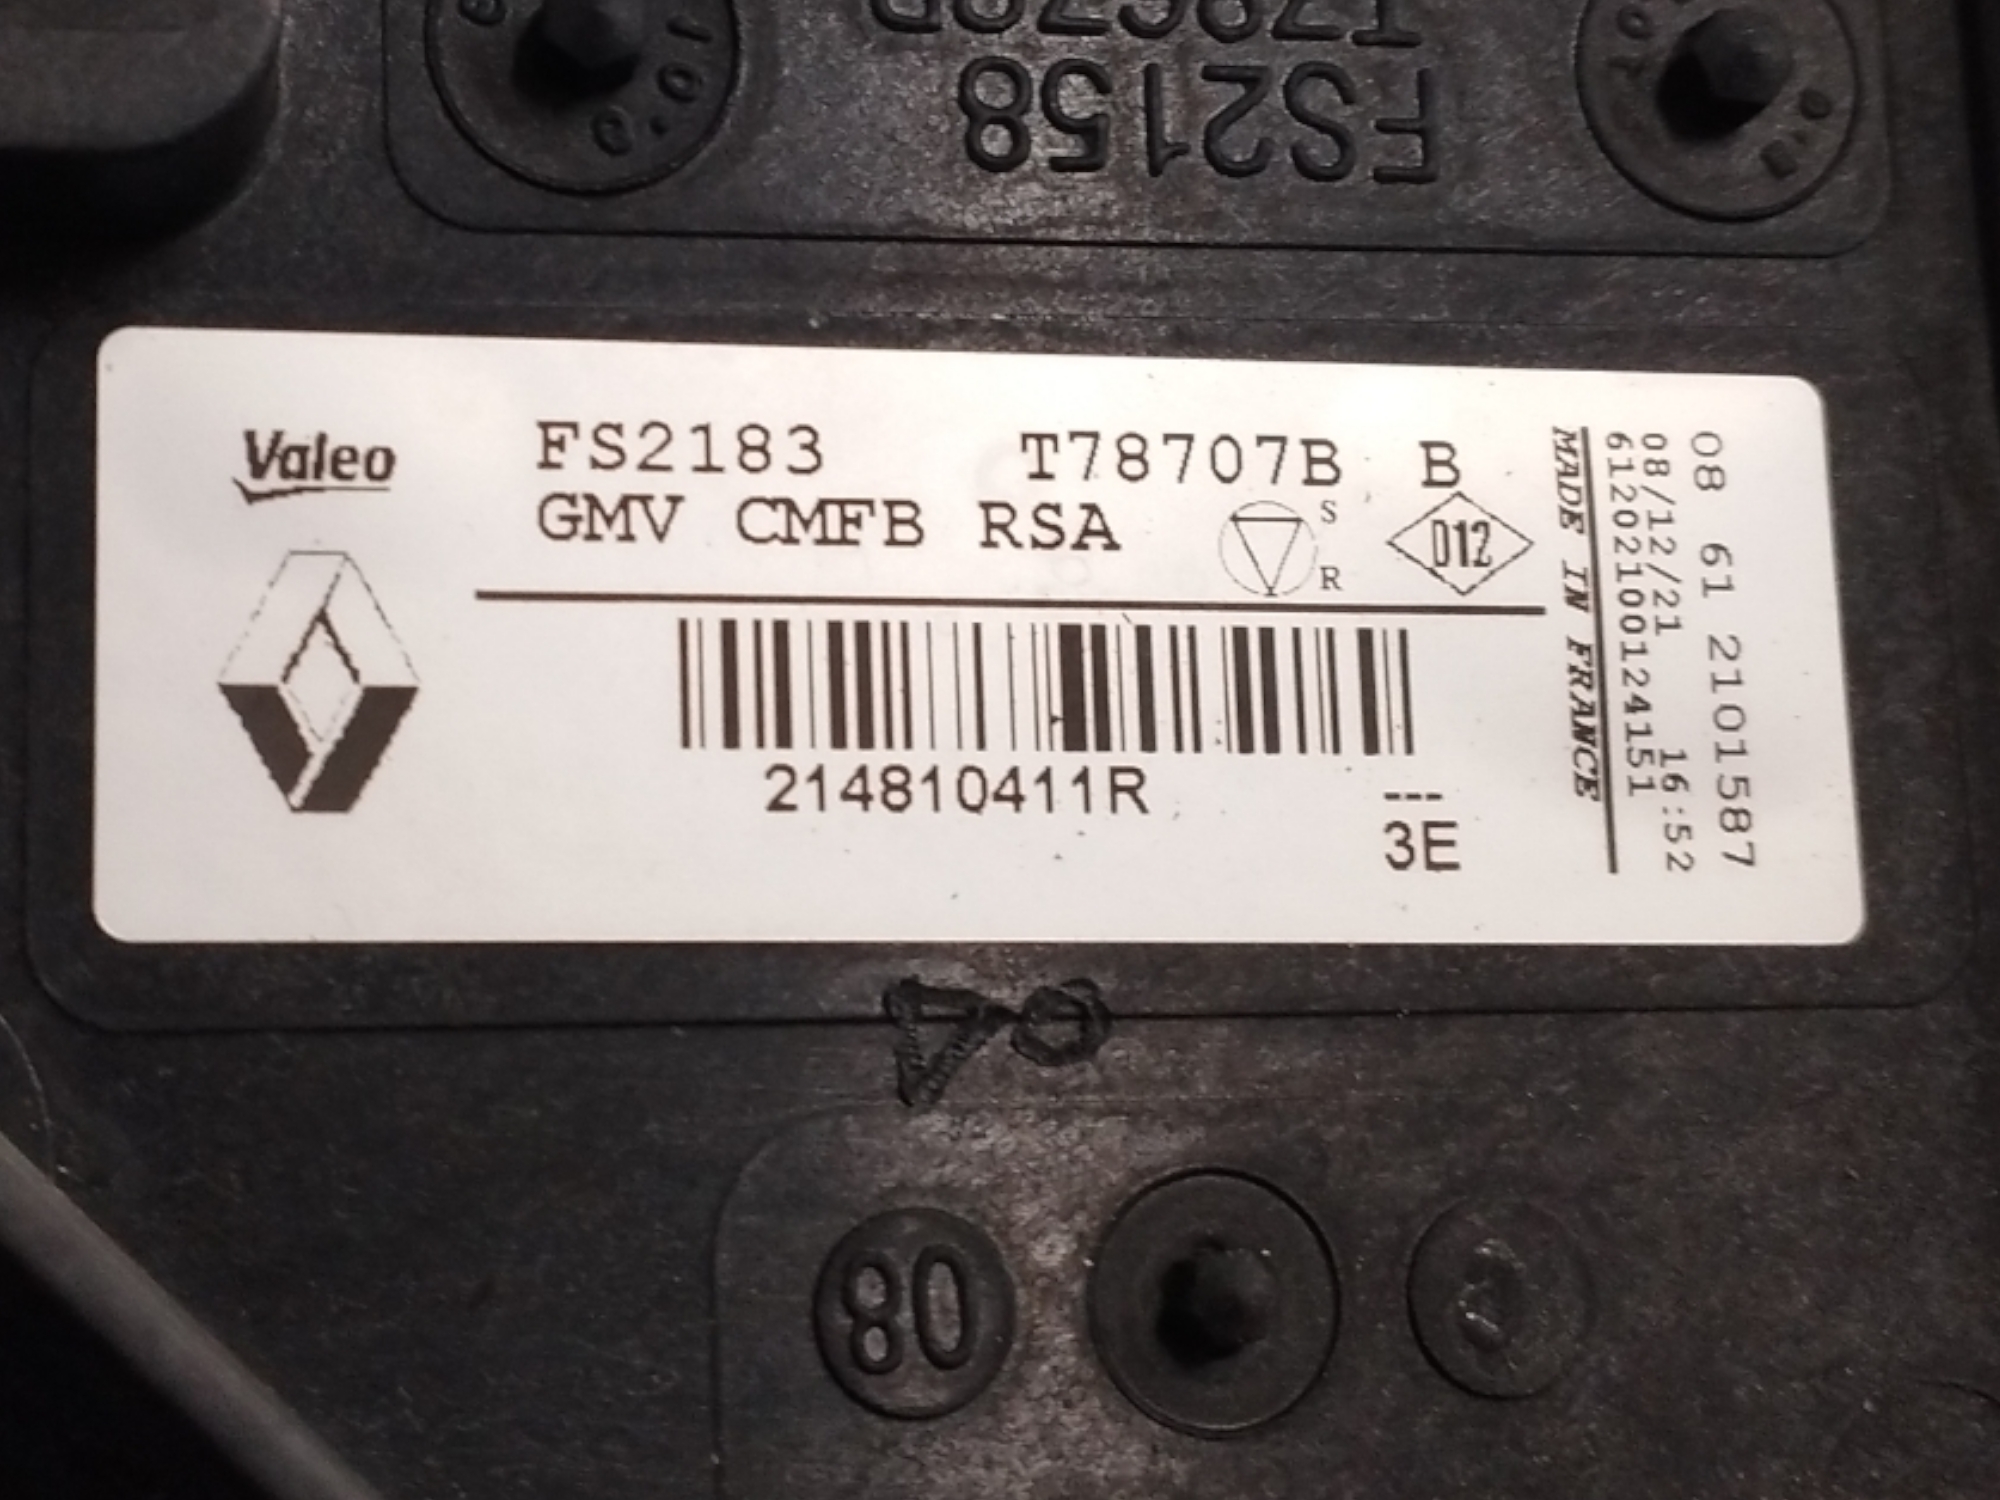 FS2158
Valeo
FS2183 T78707B B
GMV CMFB RSA S R D12
214810411R
---
3E
MADE IN FRANCE
61202100124151
08/12/21 16:52
08 61 2101587
80